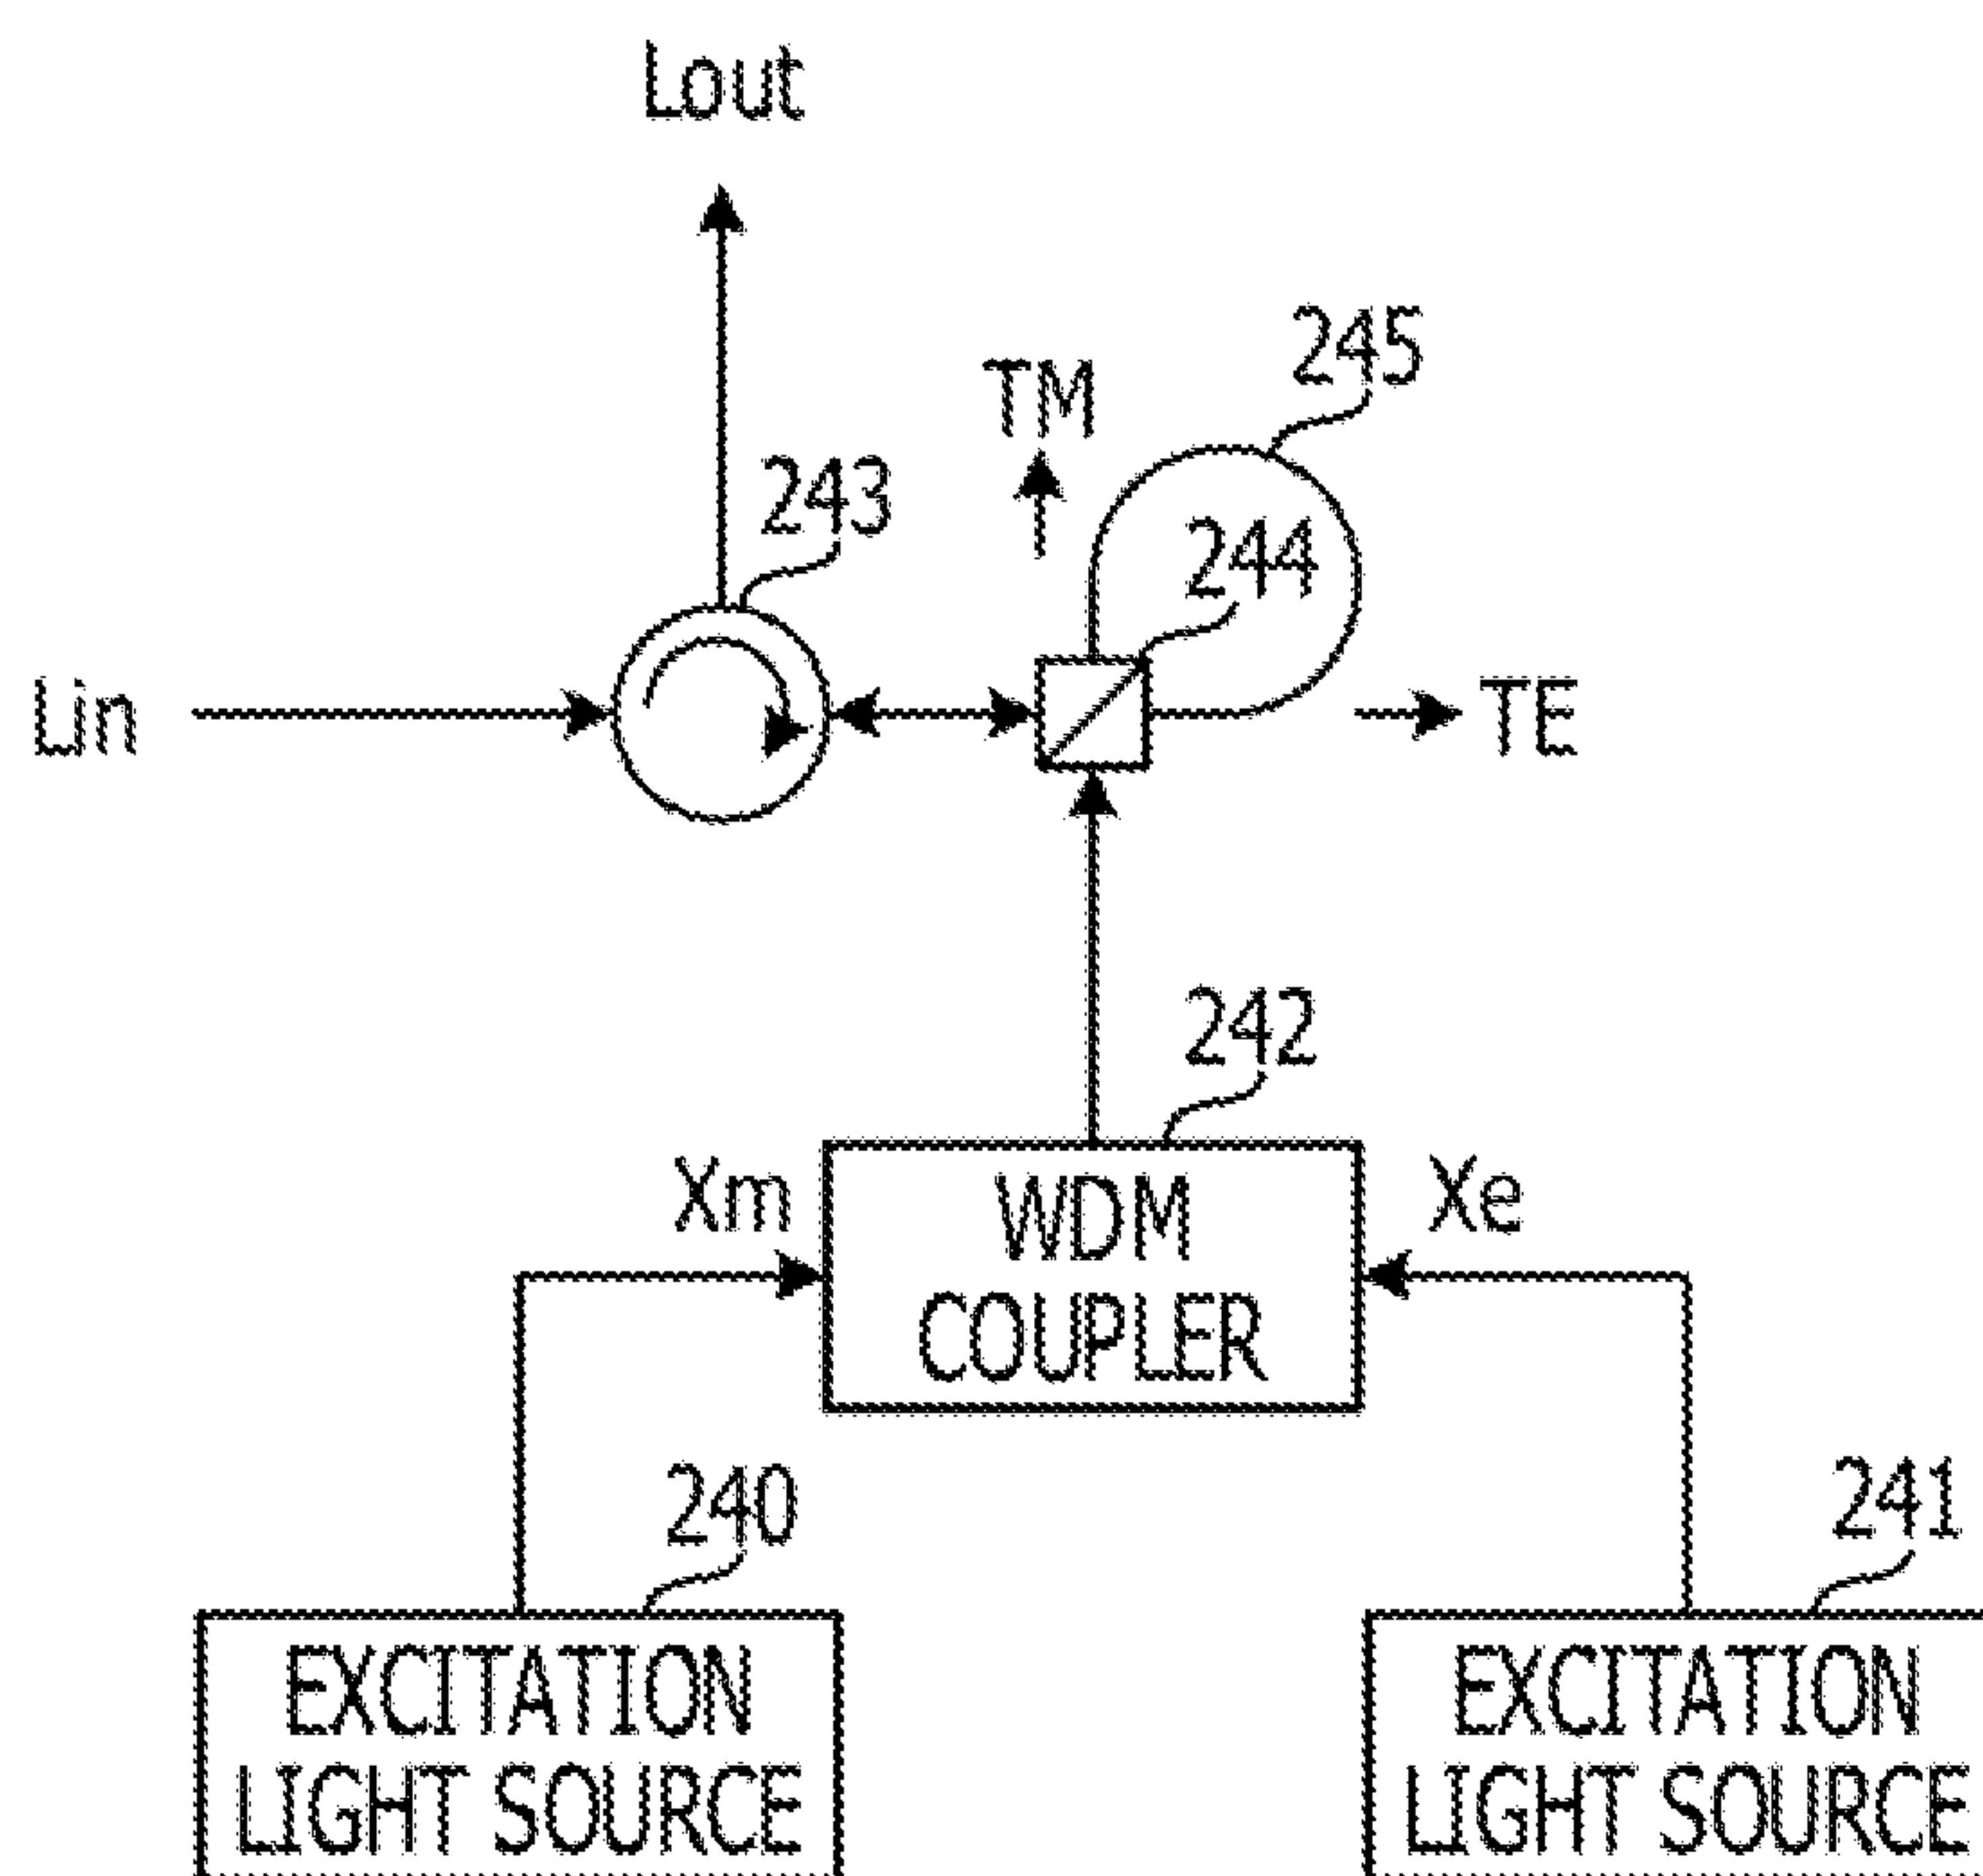 Lout
245
TM
243
244
Lin
TE
242
Xm
WDM
COUPLER
Xe
240
241
EXCITATION
LIGHT SOURCE
EXCITATION
LIGHT SOURCE